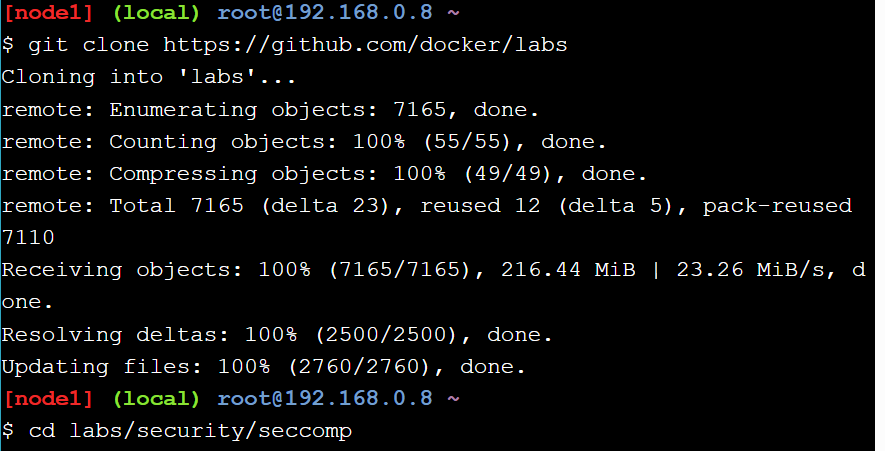 [node1] (local) root@192.168.0.8 ~
$ git clone https://github.com/docker/labs
Cloning into 'labs'...
remote: Enumerating objects: 7165, done.
remote: Counting objects: 100% (55/55), done.
remote: Compressing objects: 100% (49/49), done.
remote: Total 7165 (delta 23), reused 12 (delta 5), pack-reused
7110
Receiving objects: 100% (7165/7165), 216.44 MiB | 23.26 MiB/s, d
one.
Resolving deltas: 100% (2500/2500), done.
Updating files: 100% (2760/2760), done.
[node1] (local) root@192.168.0.8 ~
$ cd labs/security/seccomp